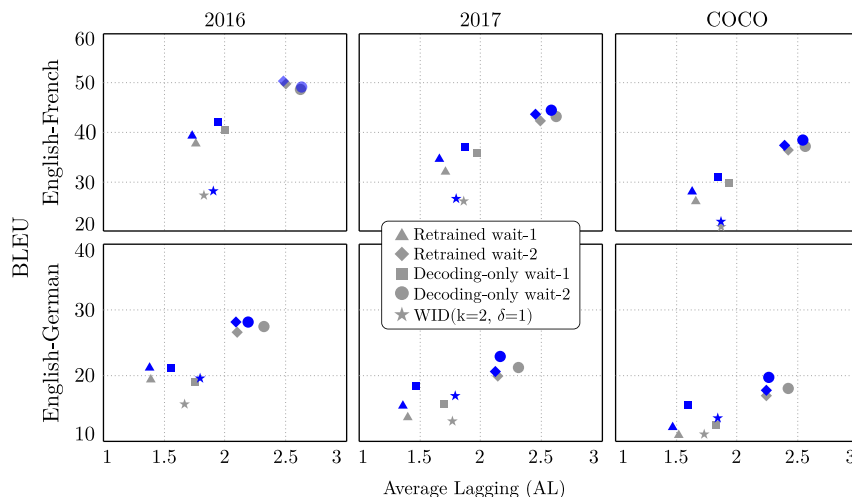 2016 2017 COCO
60
50
40
30
20
English-French
BLEU
Retrained wait-1
Retrained wait-2
Decoding-only wait-1
Decoding-only wait-2
WID(k=2, δ=1)
40
30
20
10
English-German
1 1.5 2 2.5 3 1 1.5 2 2.5 3 1 1.5 2 2.5 3
Average Lagging (AL)